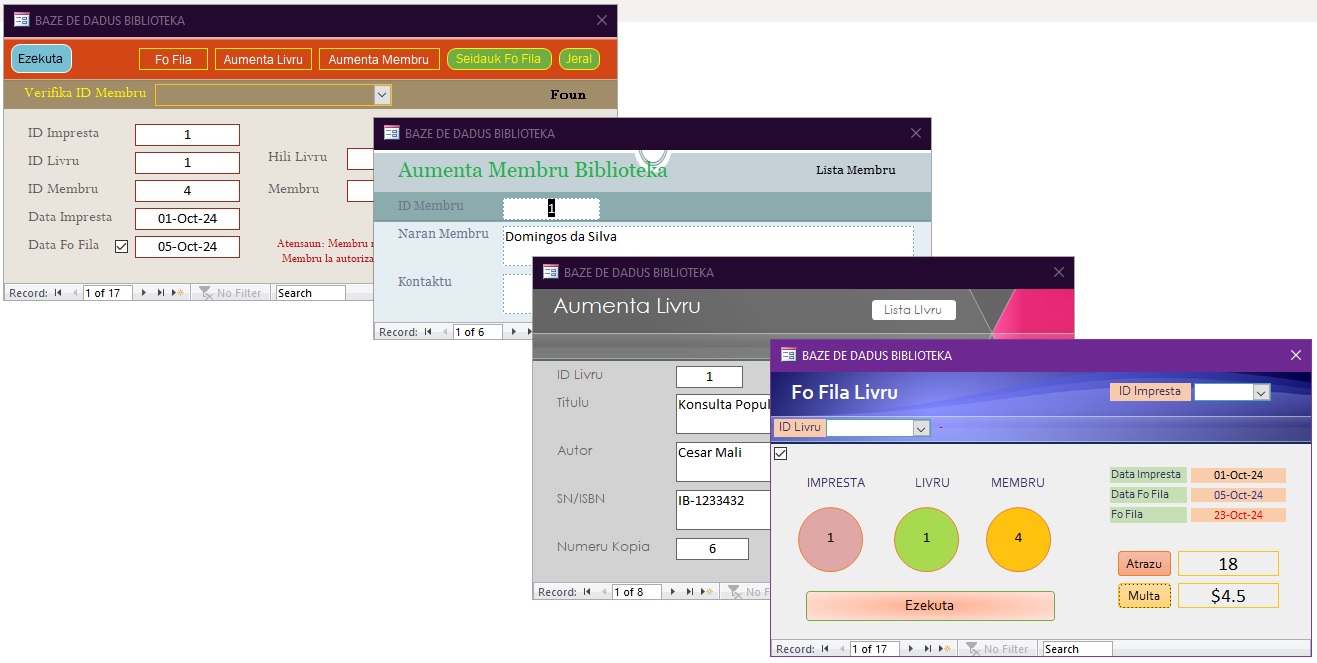 BAZE DE DADUS BIBLIOTEKA
Ezekuta
Fo Fila
Aumenta Livru
Aumenta Membru
Seidauk Fo Fila
Jeral
Verifika ID Membru
Foun
ID Impresta 1
ID Livru 1
Hili Livru
ID Membru 4
Membru
Data Impresta 01-Oct-24
Data Fo Fila 05-Oct-24
Atensaun: Membru
Membru la autoriza
Record: 1 of 17 No Filter Search
BAZE DE DADUS BIBLIOTEKA
Aumenta Membru Biblioteka
Lista Membru
ID Membru 1
Naran Membru Domingos da Silva
Kontaktu
Record: 1 of 6
BAZE DE DADUS BIBLIOTEKA
Aumenta Livru
Lista LIvru
ID Livru 1
Titulu Konsulta Popul
Autor Cesar Mali
SN/ISBN IB-1233432
Numeru Kopia 6
Record: 1 of 8 No F
BAZE DE DADUS BIBLIOTEKA
Fo Fila Livru
ID Impresta
ID Livru -
IMPRESTA LIVRU MEMBRU
1 1 4
Data Impresta 01-Oct-24
Data Fo Fila 05-Oct-24
Fo Fila 23-Oct-24
Atrazu 18
Multa $4.5
Ezekuta
Record: 1 of 17 No Filter Search